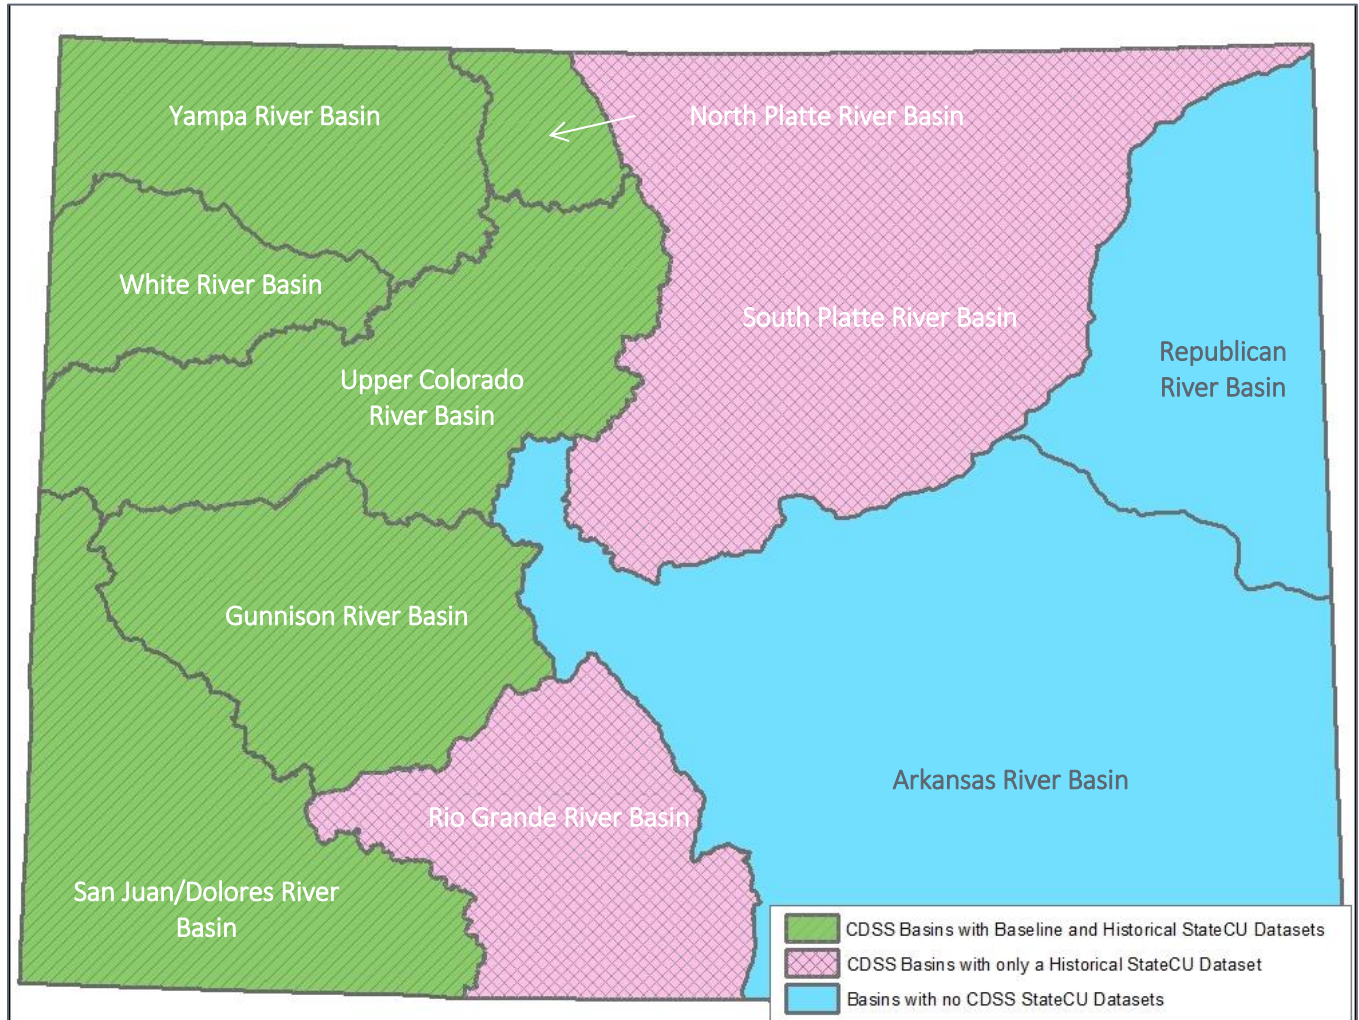 Yampa River Basin
North Platte River Basin
White River Basin
South Platte River Basin
Republican
River Basin
Upper Colorado
River Basin
Gunnison River Basin
Arkansas River Basin
Rio Grande River Basin
San Juan/Dolores River
Basin
CDSS Basins with Baseline and Historical StateCU Datasets
CDSS Basins with only a Historical StateCU Dataset
Basins with no CDSS StateCU Datasets